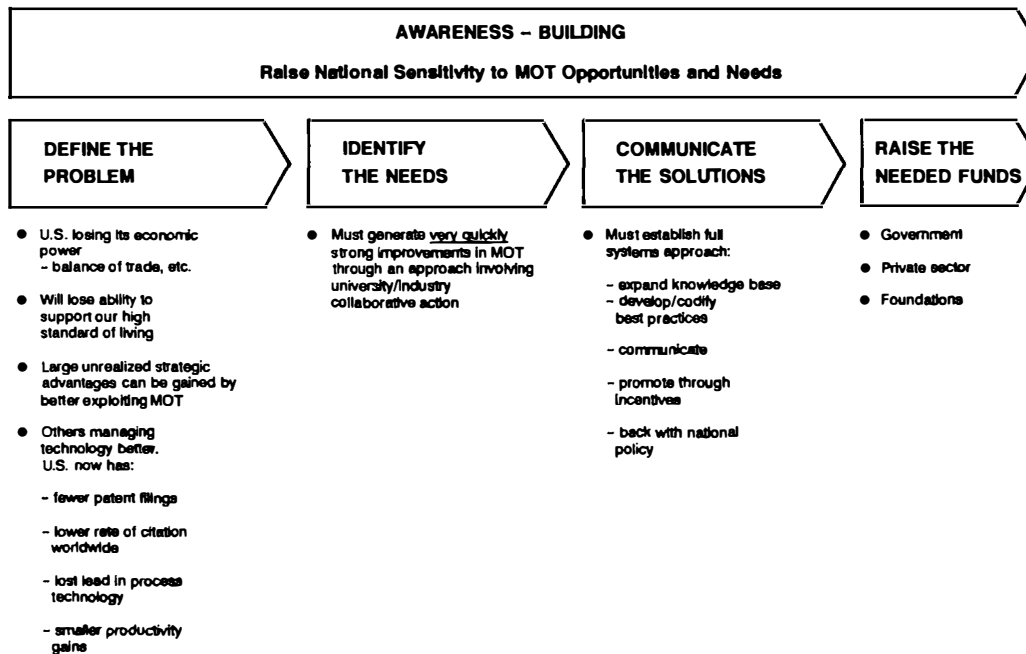 AWARENESS – BUILDING
Raise National Sensitivity to MOT Opportunities and Needs
DEFINE THE
PROBLEM
● U.S. losing its economic
power
– balance of trade, etc.
● Will lose ability to
support our high
standard of living
● Large unrealized strategic
advantages can be gained by
better exploiting MOT
● Others managing
technology better.
U.S. now has:
– fewer patent filings
– lower rate of citation
worldwide
– lost lead in process
technology
– smaller productivity
gains
IDENTIFY
THE NEEDS
● Must generate very quickly
strong improvements in MOT
through an approach involving
university/industry
collaborative action
COMMUNICATE
THE SOLUTIONS
● Must establish full
systems approach:
– expand knowledge base
– develop/codify
best practices
– communicate
– promote through
incentives
– back with national
policy
RAISE THE
NEEDED FUNDS
● Government
● Private sector
● Foundations